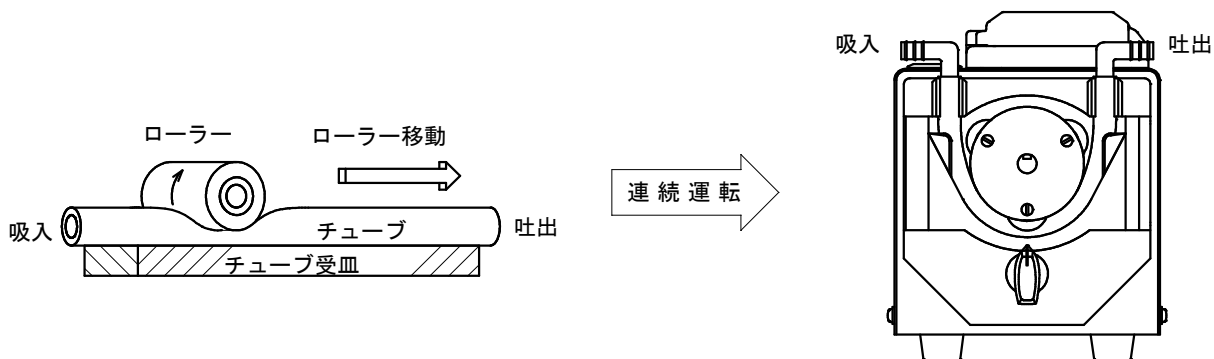 ローラー
ローラー移動
吸入
チューブ
吐出
チューブ受皿
連続運転
吸入
吐出